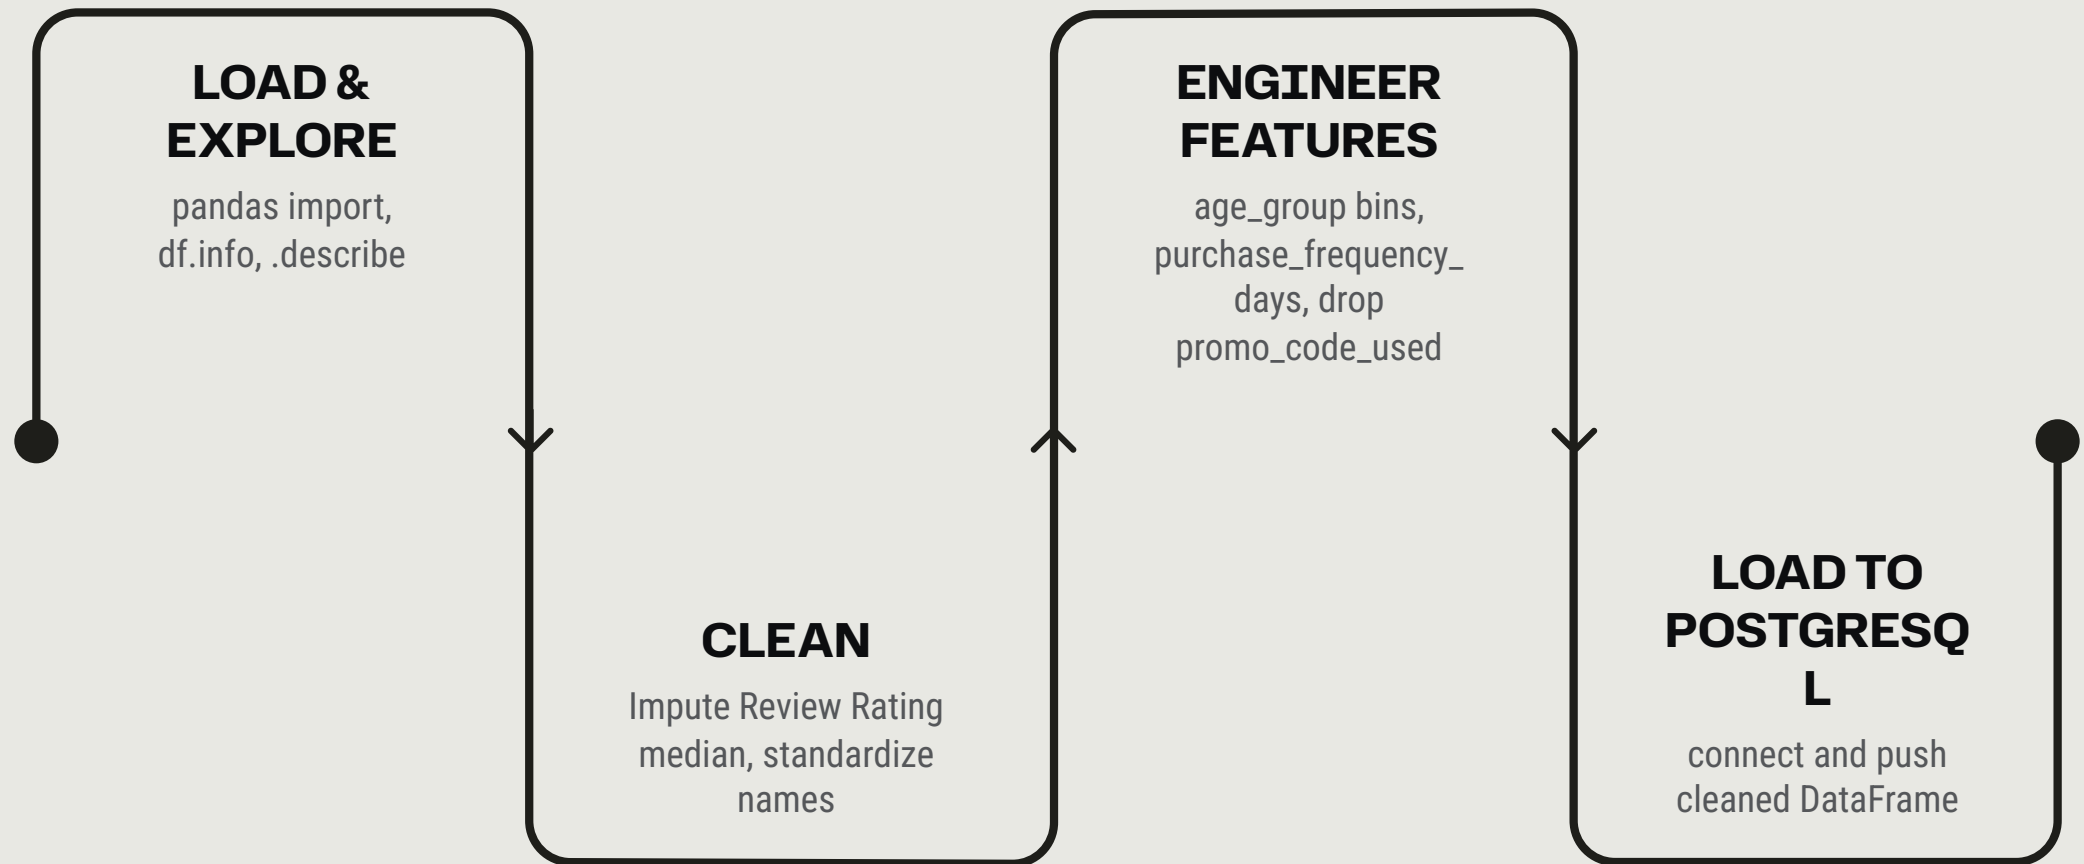 LOAD &
EXPLORE
pandas import,
df.info, .describe
CLEAN
Impute Review Rating
median, standardize
names
ENGINEER
FEATURES
age_group bins,
purchase_frequency_
days, drop
promo_code_used
LOAD TO
POSTGRESQ
L
connect and push
cleaned DataFrame